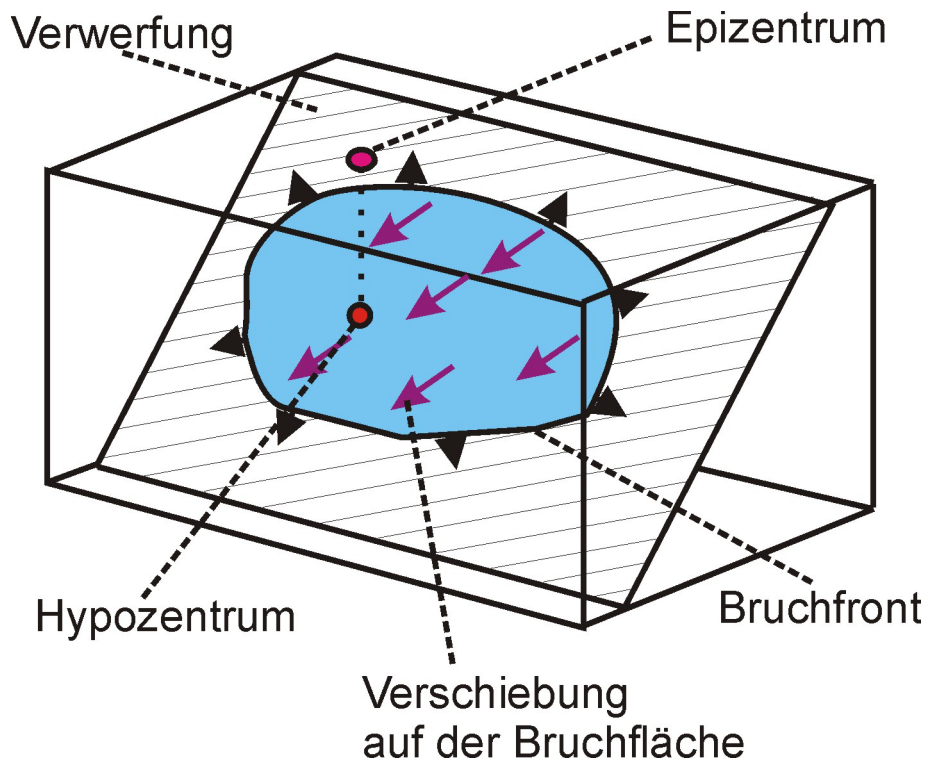 Verwerfung
Epizentrum
Hypozentrum
Bruchfront
Verschiebung
auf der Bruchfläche